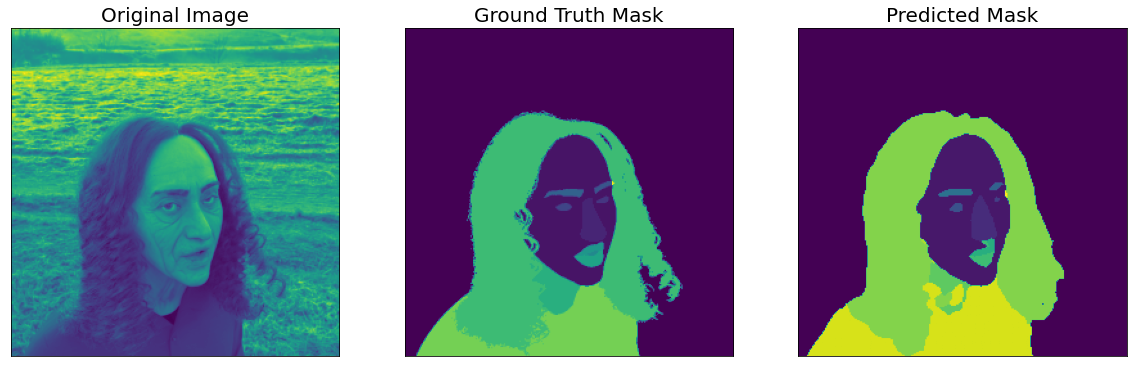 Original Image
Ground Truth Mask
Predicted Mask